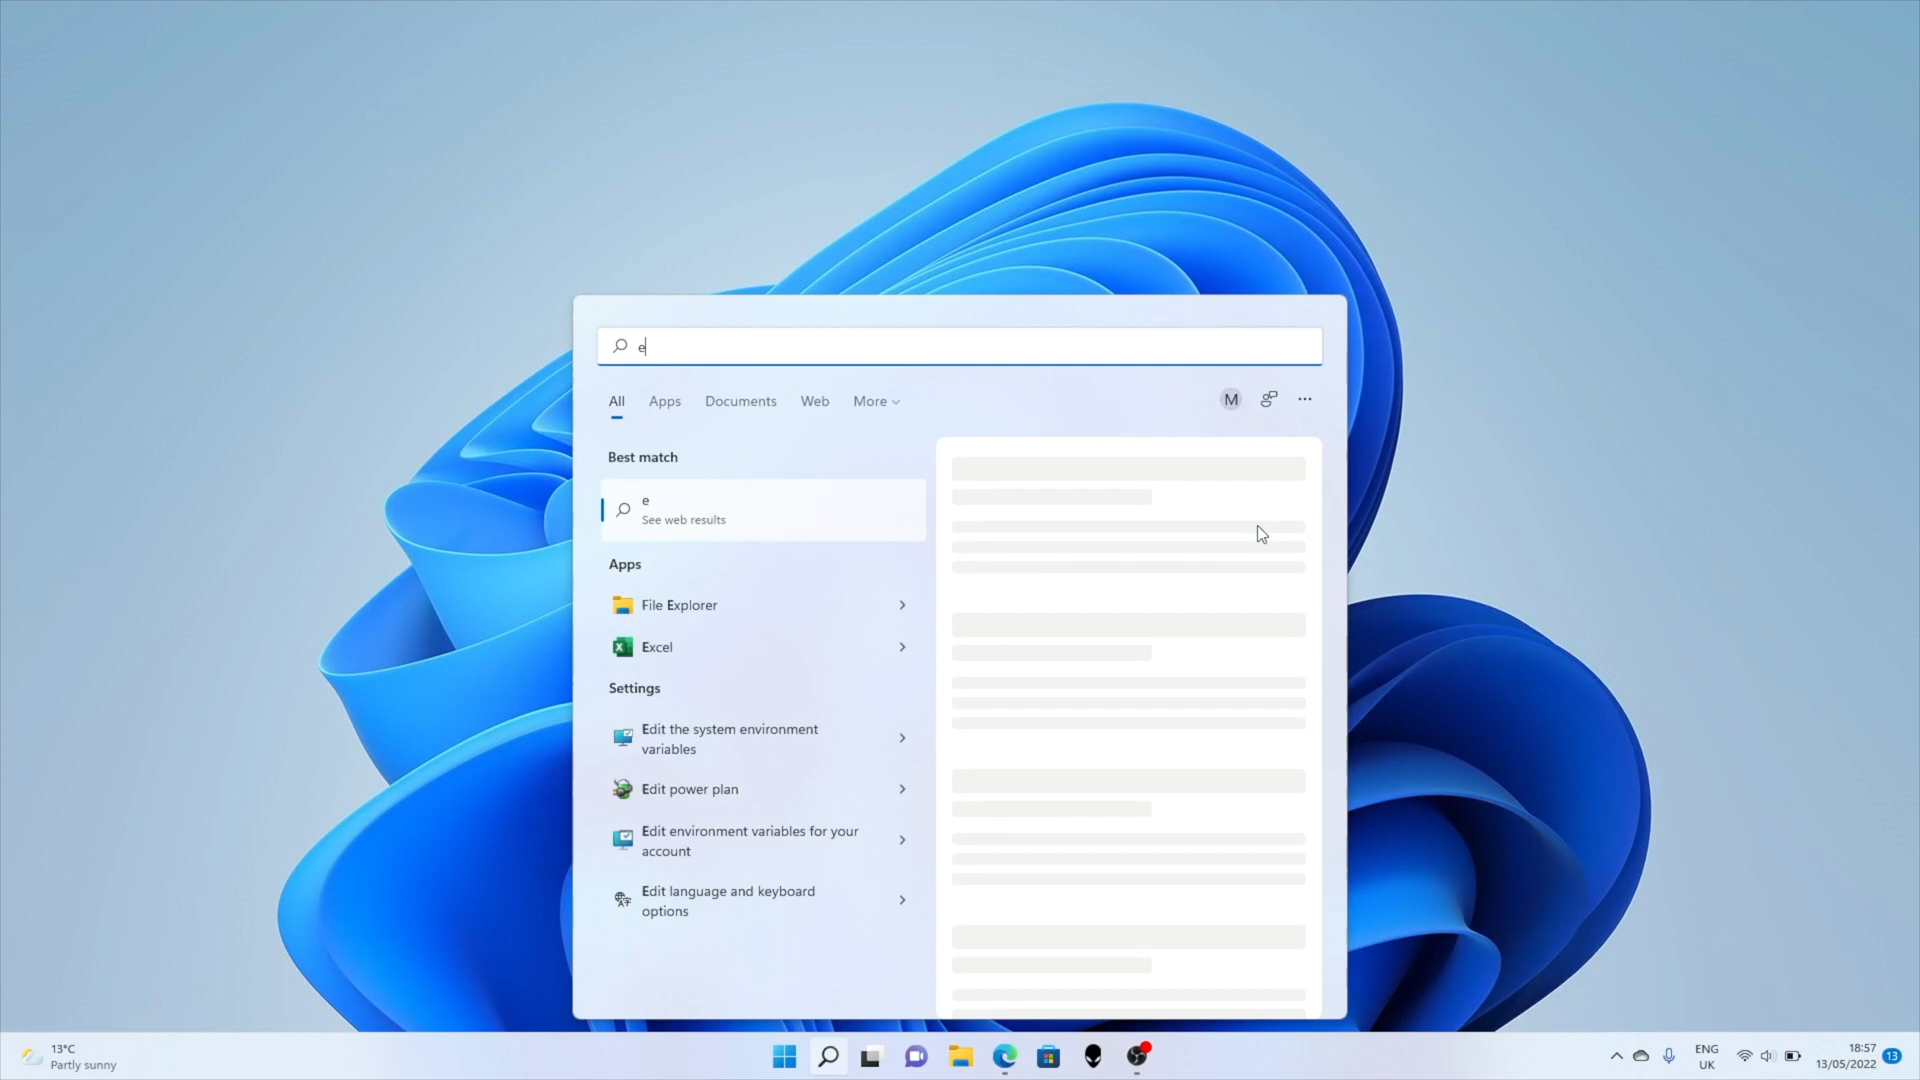 e
All Apps Documents Web More
M
Best match
e
See web results
Apps
File Explorer
Excel
Settings
Edit the system environment
variables
Edit power plan
Edit environment variables for your
account
Edit language and keyboard
options
13°C
Partly sunny
ENG
UK
18:57
13/05/2022
13